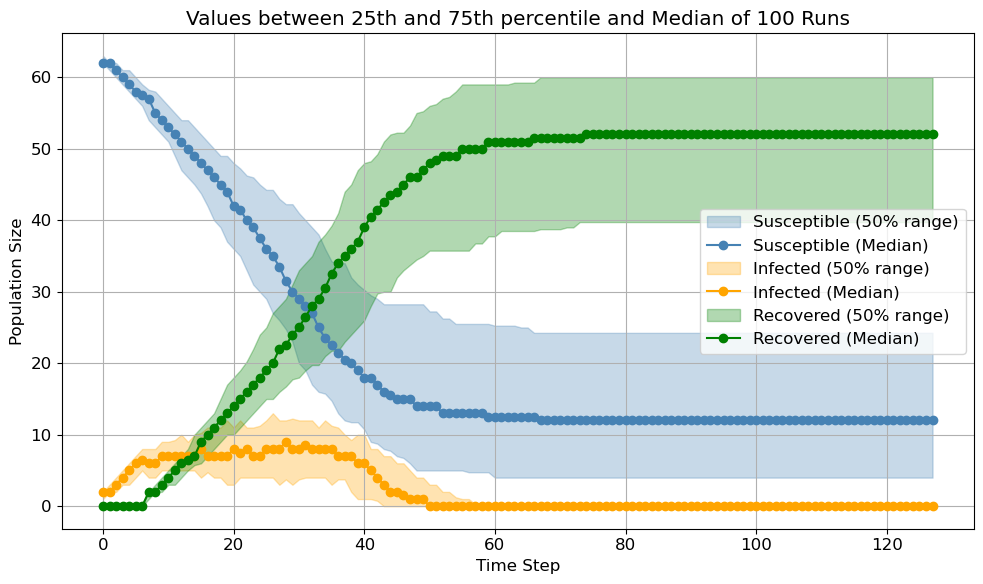 Values between 25th and 75th percentile and Median of 100 Runs
Population Size
60
50
40
30
20
10
0
Susceptible (50% range)
Susceptible (Median)
Infected (50% range)
Infected (Median)
Recovered (50% range)
Recovered (Median)
0 20 40 60 80 100 120
Time Step